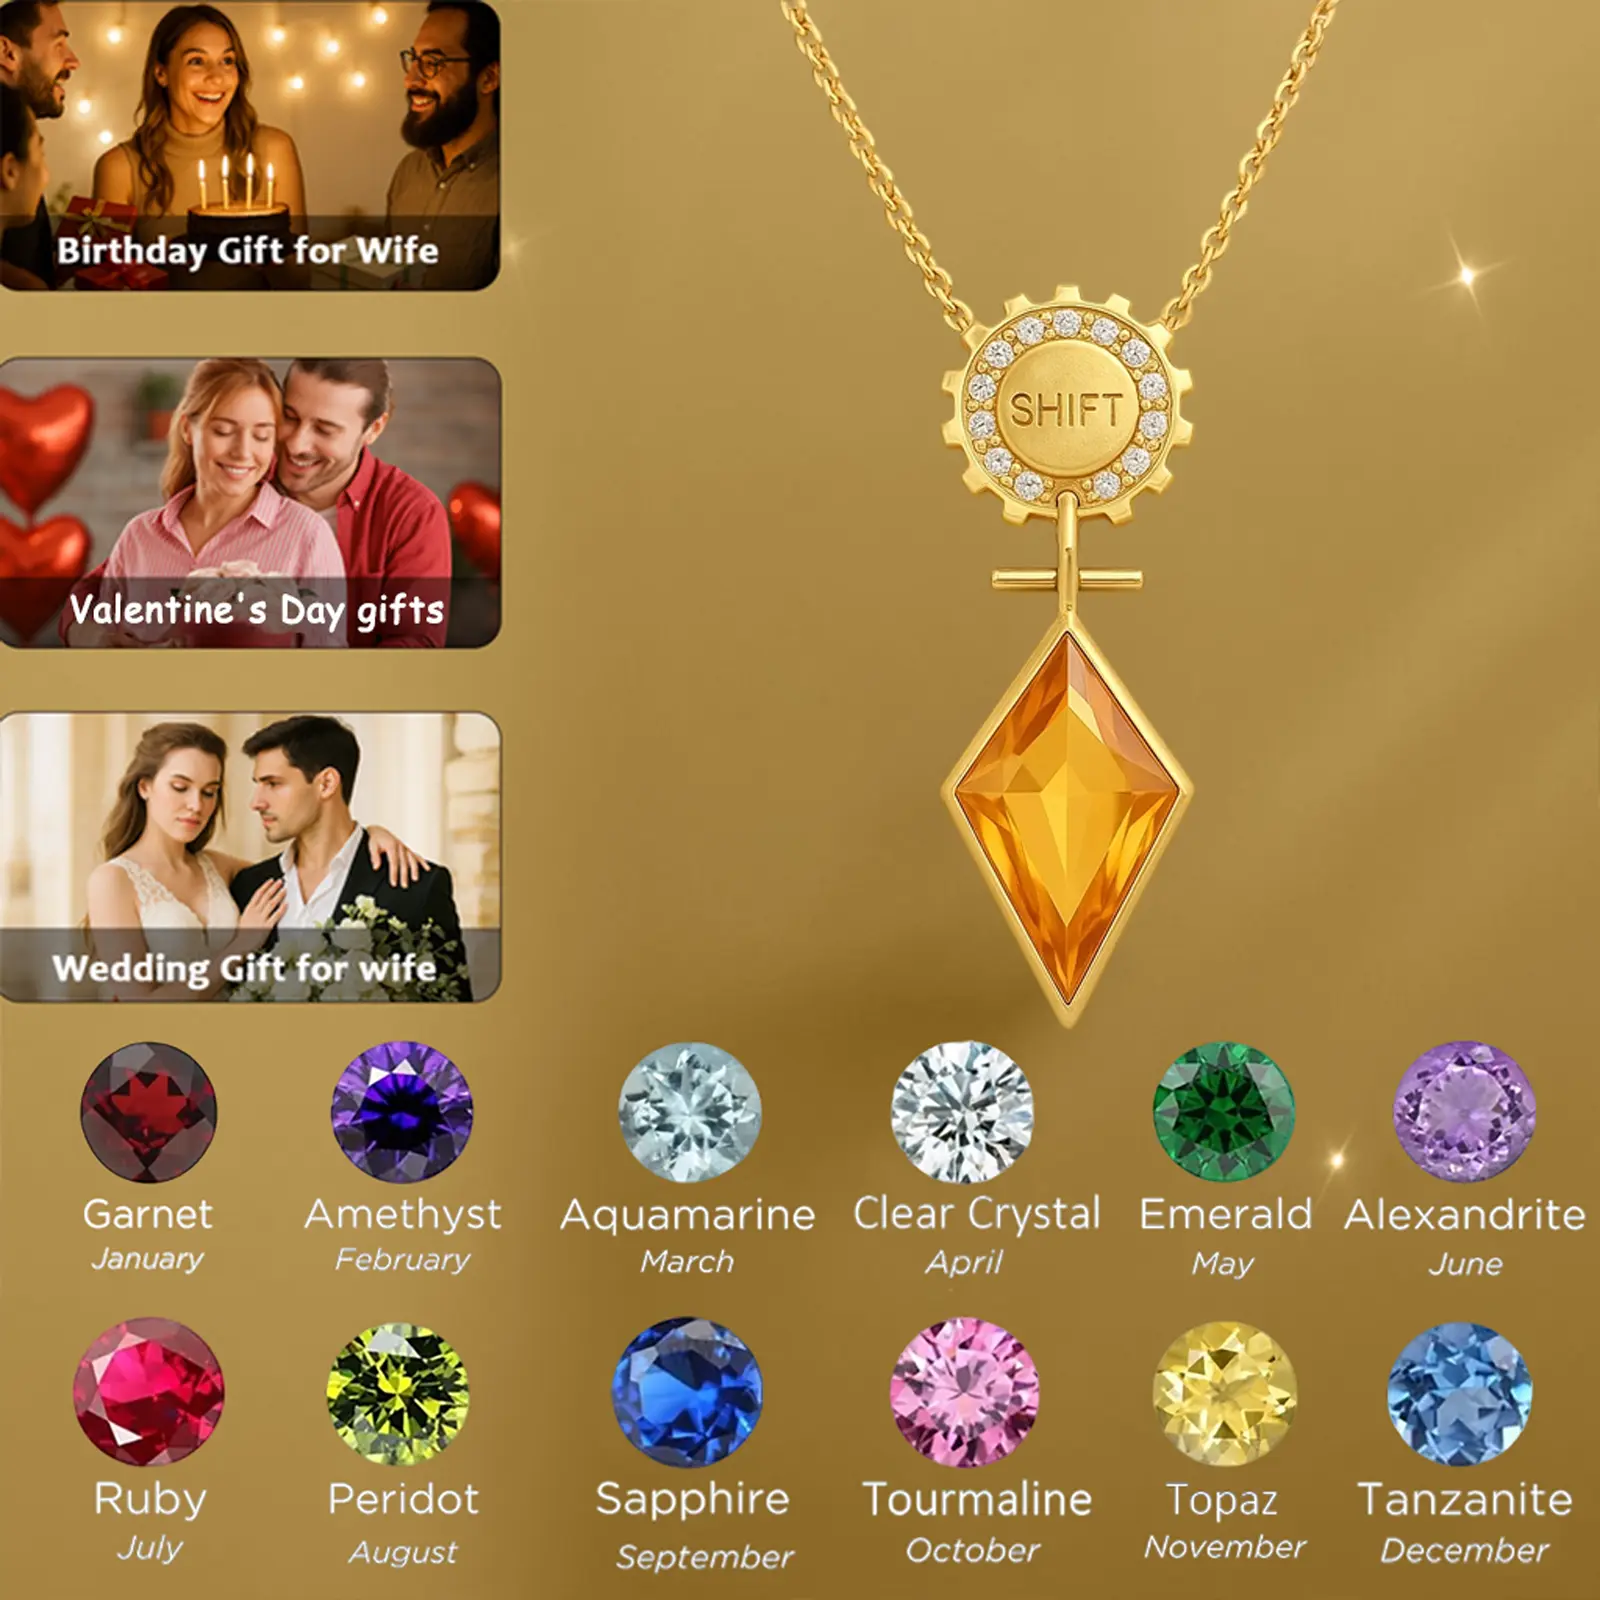 Birthday Gift for Wife
Valentine's Day gifts
Wedding Gift for wife
SHIFT
Garnet
January
Amethyst
February
Aquamarine
March
Clear Crystal
April
Emerald
May
Alexandrite
June
Ruby
July
Peridot
August
Sapphire
September
Tourmaline
October
Topaz
November
Tanzanite
December